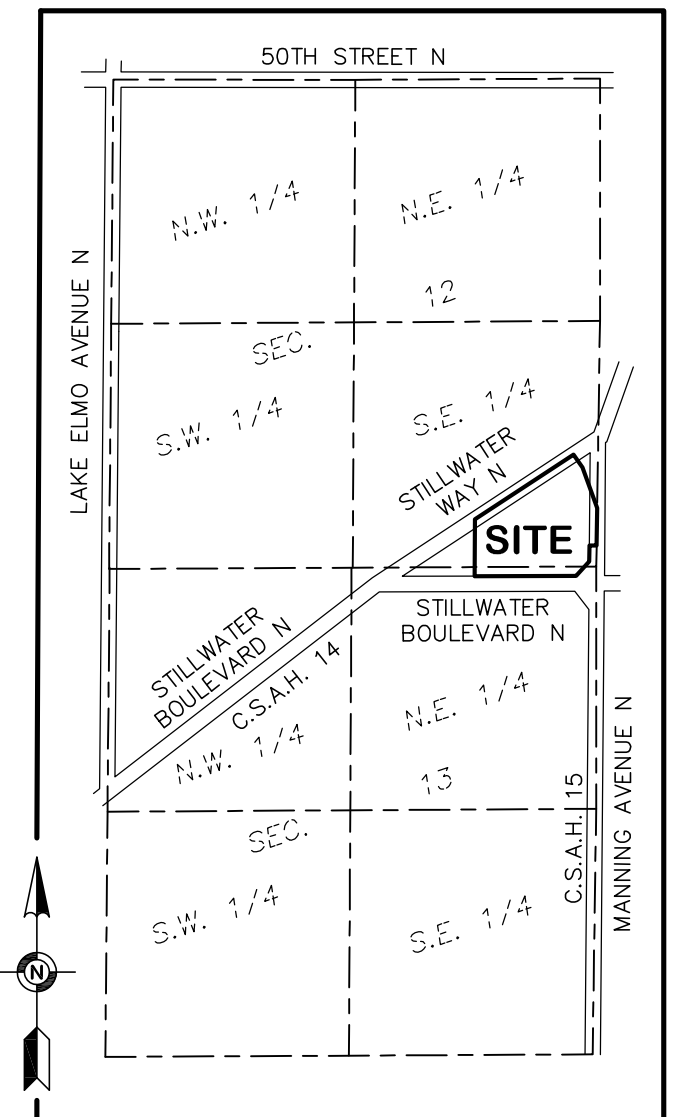 50TH STREET N
N.W. 1/4
N.E. 1/4
12
LAKE ELMO AVENUE N
SEC.
S.W. 1/4
S.E. 1/4
STILLWATER
WAY N
SITE
STILLWATER
BOULEVARD N
STILLWATER
BOULEVARD N
C.S.A.H. 14
N.W. 1/4
N.E. 1/4
13
SEC.
C.S.A.H. 15
MANNING AVENUE N
S.W. 1/4
S.E. 1/4
N